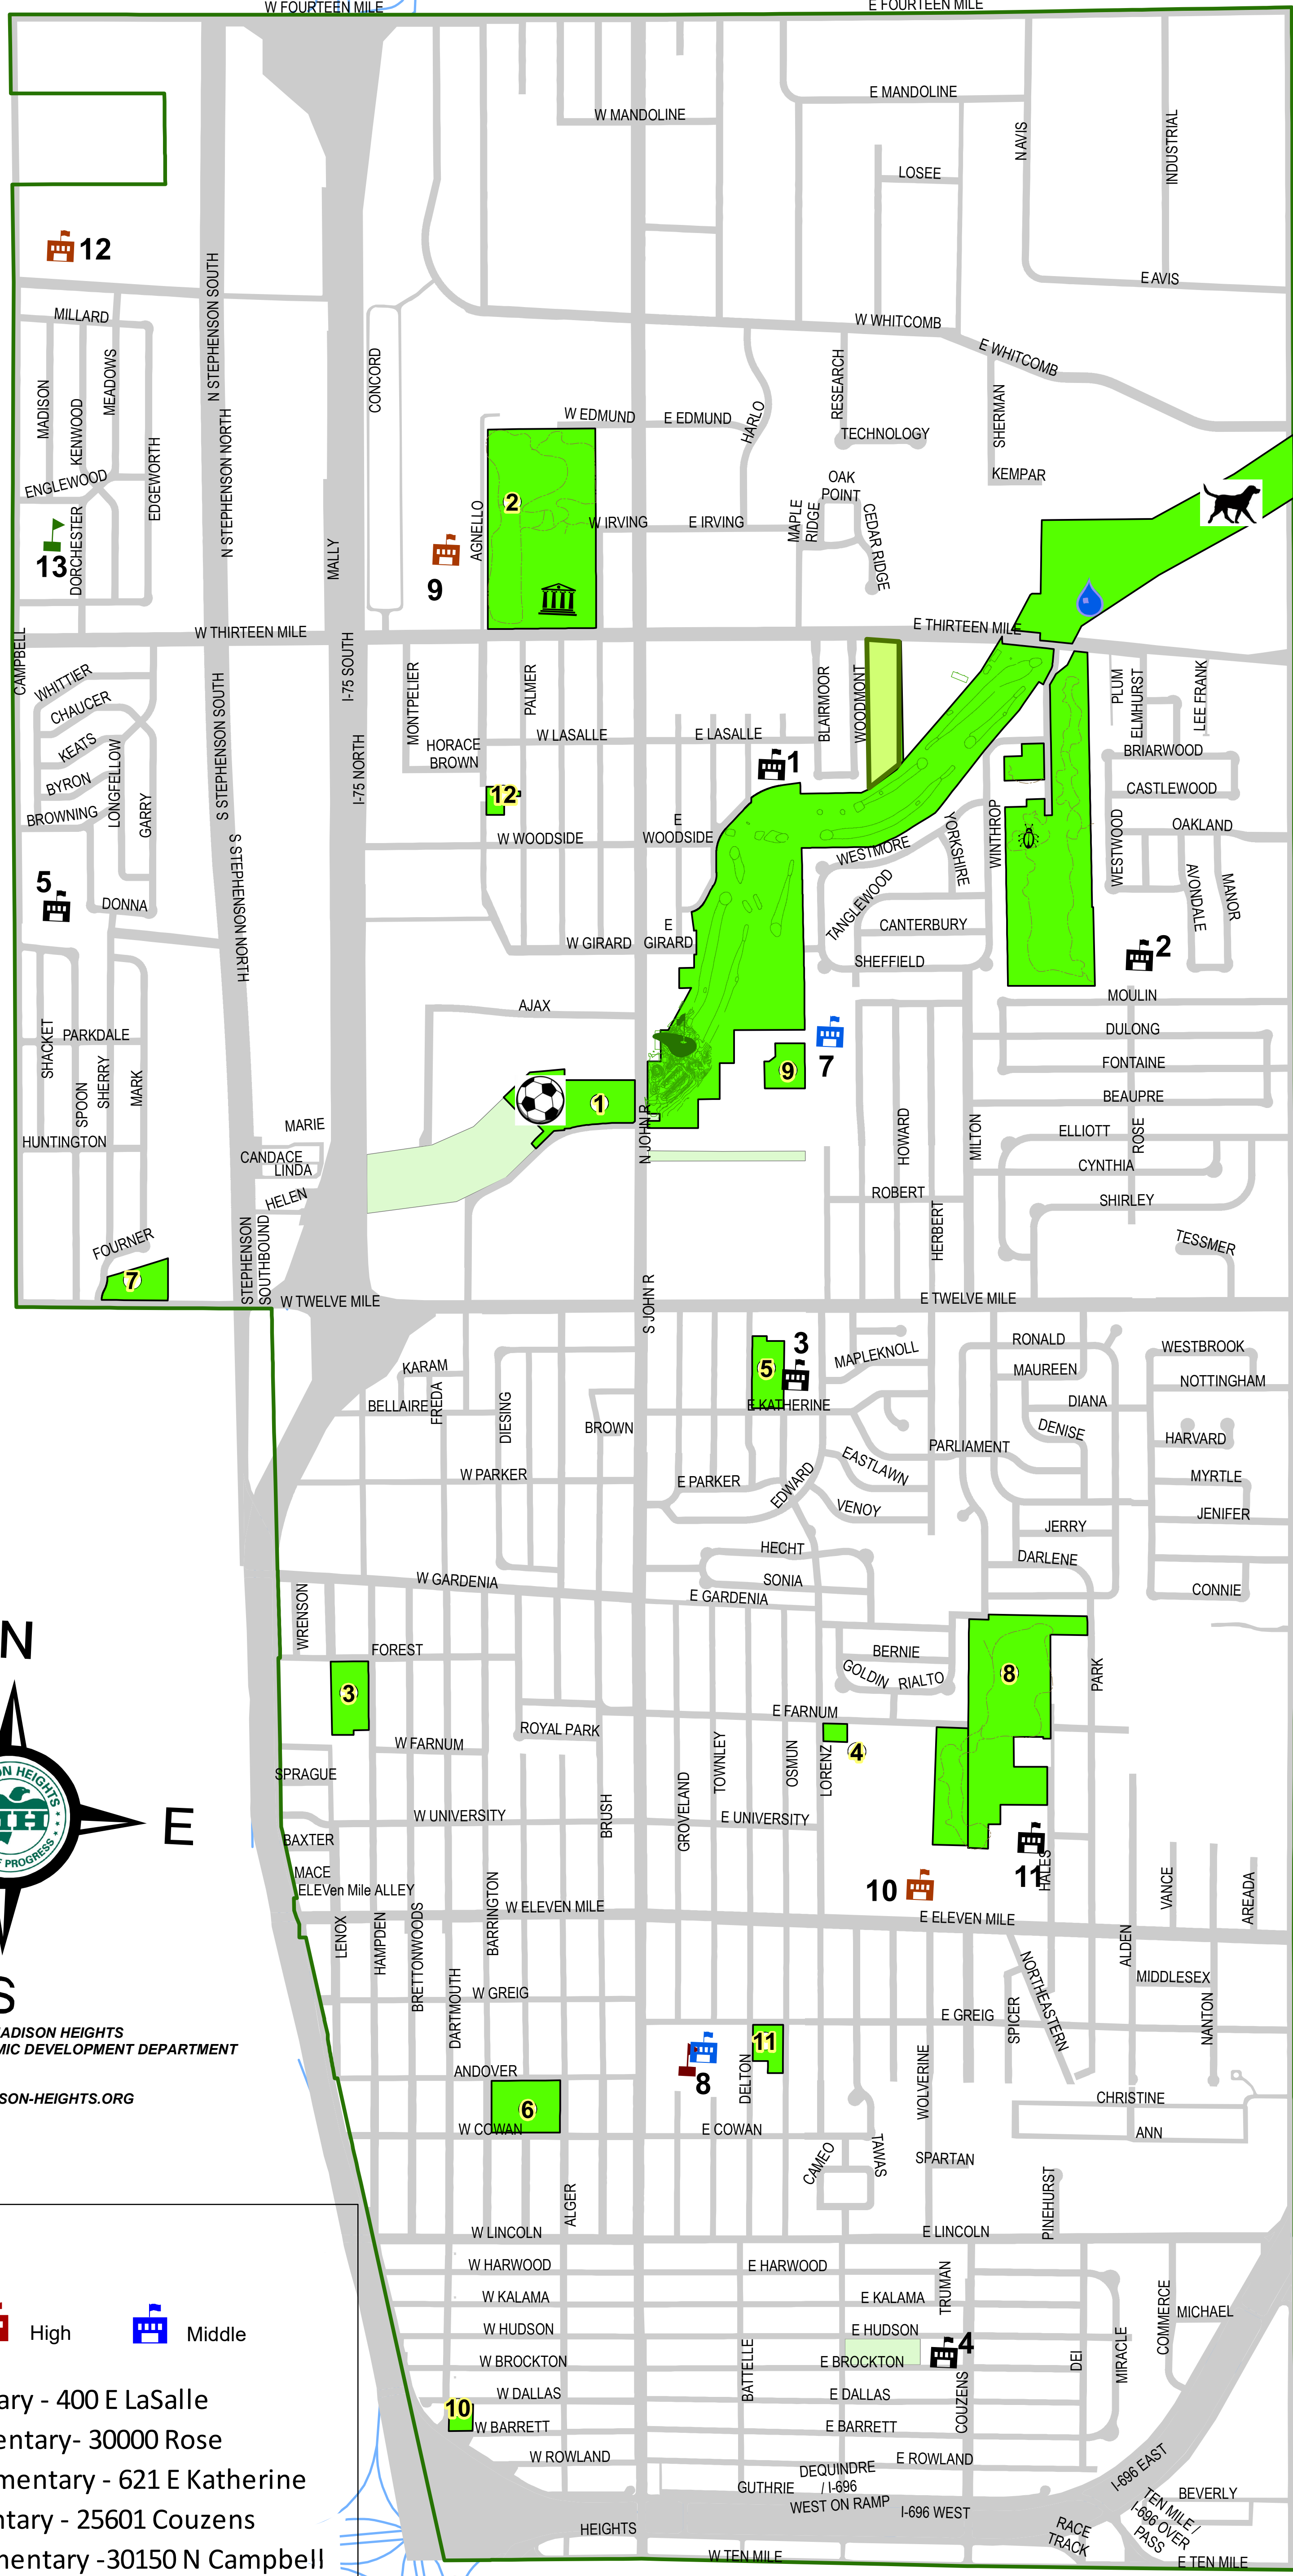 W FOURTEEN MILE
E FOURTEEN MILE
E MANDOLINE
W MANDOLINE
N AVIS
INDUSTRIAL
LOSEE
12
E AVIS
N STEPHENSON SOUTH
MILLARD
W WHITCOMB
E WHITCOMB
CONCORD
MEADOWS
MADISON
KENWOOD
RESEARCH
SHERMAN
HARLO
W EDMUND
E EDMUND
TECHNOLOGY
EDGEWORTH
N STEPHENSON NORTH
ENGLEWOOD
KEMPAR
OAK
POINT
2
AGNELLO
W IRVING
E IRVING
MAPLE
RIDGE
CEDAR RIDGE
DORCHESTER
13
MALLY
9
W THIRTEEN MILE
E THIRTEEN MILE
CAMPBELL
I-75 SOUTH
WHITTIER
CHAUCER
KEATS
BYRON
BROWNING
LONGFELLOW
GARRY
S STEPHENSON SOUTH
MONTPELIER
PALMER
BLAIRMOOR
WOODMONT
PLUM
ELMHURST
LEE FRANK
W LASALLE
E LASALLE
HORACE
BROWN
I-75 NORTH
1
BRIARWOOD
CASTLEWOOD
12
OAKLAND
W WOODSIDE
E
WOODSIDE
WESTMORE
YORKSHIRE
WINTHROP
WESTWOOD
AVONDALE
MANOR
S STEPHENSON NORTH
5
DONNA
TANGLEWOOD
CANTERBURY
W GIRARD
E
GIRARD
SHEFFIELD
2
MOULIN
AJAX
DULONG
PARKDALE
SHACKET
SPOON
SHERRY
MARK
FONTAINE
7
9
BEAUPRE
1
MARIE
N JOHN R
HOWARD
MILTON
ELLIOTT
ROSE
HUNTINGTON
CANDACE
LINDA
CYNTHIA
HELEN
ROBERT
SHIRLEY
HERBERT
FOURNER
STEPHENSON
SOUTHBOUND
TESSMER
7
W TWELVE MILE
E TWELVE MILE
S JOHN R
3
RONALD
WESTBROOK
MAPLEKNOLL
5
KARAM
MAUREEN
NOTTINGHAM
BELLAIRE
FREDA
DIESING
E KATHERINE
DIANA
BROWN
DENISE
HARVARD
PARLIAMENT
W PARKER
E PARKER
EDWARD
EASTLAWN
MYRTLE
VENOY
JENIFER
JERRY
HECHT
DARLENE
W GARDENIA
SONIA
E GARDENIA
CONNIE
WRENSON
N
FOREST
BERNIE
GOLDIN
RIALTO
8
PARK
3
E FARNUM
ROYAL PARK
W FARNUM
4
TOWNLEY
OSMUN
LORENZ
SPRAGUE
GROVELAND
BRUSH
W UNIVERSITY
E UNIVERSITY
E
BAXTER
MACE
ELEVen Mile ALLEY
11
HALES
10
VANCE
AREADA
BARRINGTON
W ELEVEN MILE
E ELEVEN MILE
LENOX
HAMPDEN
BRETTONWOODS
ALDEN
DARTMOUTH
NORTHEASTERN
MIDDLESEX
W GREIG
E GREIG
SPICER
NANTON
S
ADISON HEIGHTS
MIC DEVELOPMENT DEPARTMENT
SON-HEIGHTS.ORG
11
8
DELTON
ANDOVER
WOLVERINE
CHRISTINE
6
W COWAN
E COWAN
ANN
CAMEO
TAWAS
SPARTAN
ALGER
PINEHURST
W LINCOLN
E LINCOLN
W HARWOOD
E HARWOOD
W KALAMA
E KALAMA
TRUMAN
COMMERCE
MICHAEL
W HUDSON
E HUDSON
High
Middle
4
W BROCKTON
E BROCKTON
BATTELLE
DEI
MIRACLE
W DALLAS
E DALLAS
COUZENS
10
W BARRETT
E BARRETT
W ROWLAND
E ROWLAND
DEQUINDRE
/ I-696
WEST ON RAMP
GUTHRIE
I-696 EAST
I-696 WEST
BEVERLY
TEN MILE /
I-696 OVER
PASS
RACE
TRACK
HEIGHTS
W TEN MILE
E TEN MILE
ary - 400 E LaSalle
entary- 30000 Rose
mentary - 621 E Katherine
ntary - 25601 Couzens
mentary -30150 N Campbell